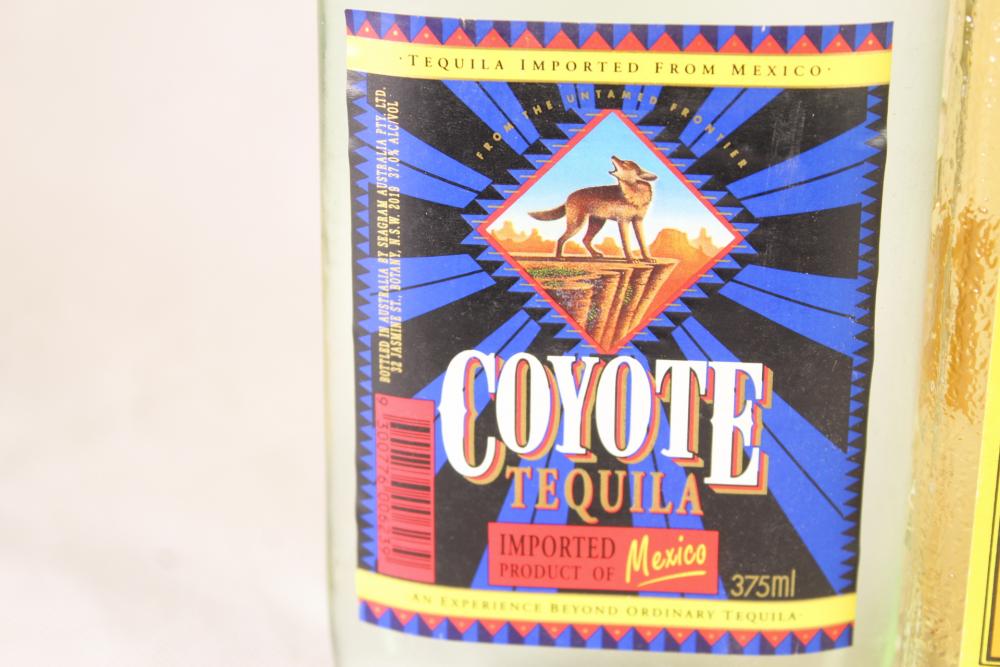 ·TEQUILA IMPORTED FROM MEXICO·
FROM THE UNTAMED FRONTIER
BOTTLED IN AUSTRALIA BY SEAGRAM AUSTRALIA PTY. LTD.
32 JASMINE ST., BOTANY, N.S.W. 2019 37.0% ALC/VOL
COYOTE
TEQUILA
IMPORTED
PRODUCT OF Mexico
375ml
AN EXPERIENCE BEYOND ORDINARY TEQUILA·